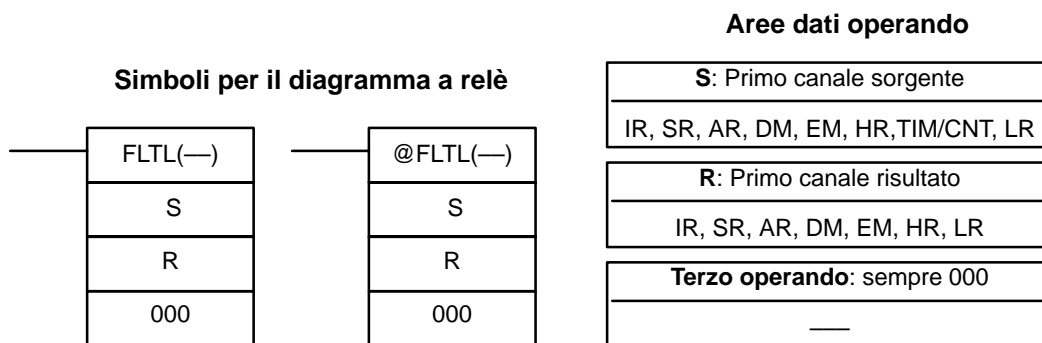 Aree dati operando
Simboli per il diagramma a relè
FLTL(—)
S
R
000
@FLTL(—)
S
R
000
S: Primo canale sorgente
IR, SR, AR, DM, EM, HR,TIM/CNT, LR
R: Primo canale risultato
IR, SR, AR, DM, EM, HR, LR
Terzo operando: sempre 000
—